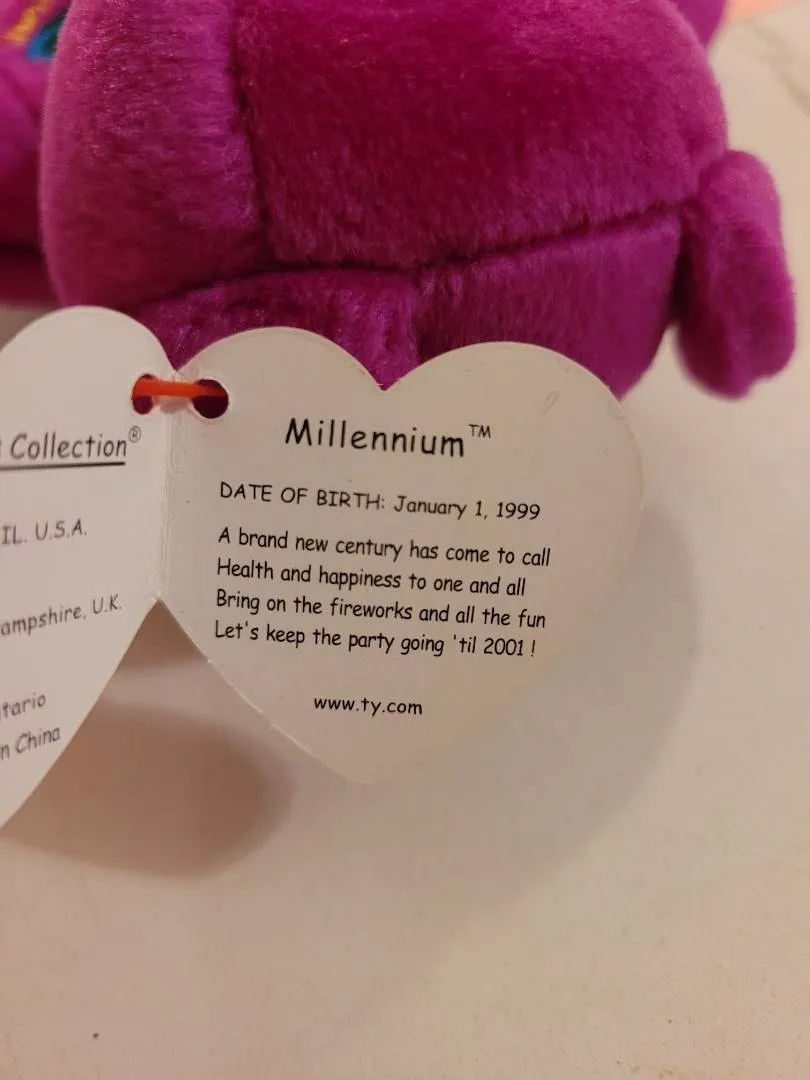 Collection®
IL. U.S.A.
ampshire, U.K.
tario
n China
Millennium™
DATE OF BIRTH: January 1, 1999
A brand new century has come to call
Health and happiness to one and all
Bring on the fireworks and all the fun
Let's keep the party going 'til 2001 !
www.ty.com